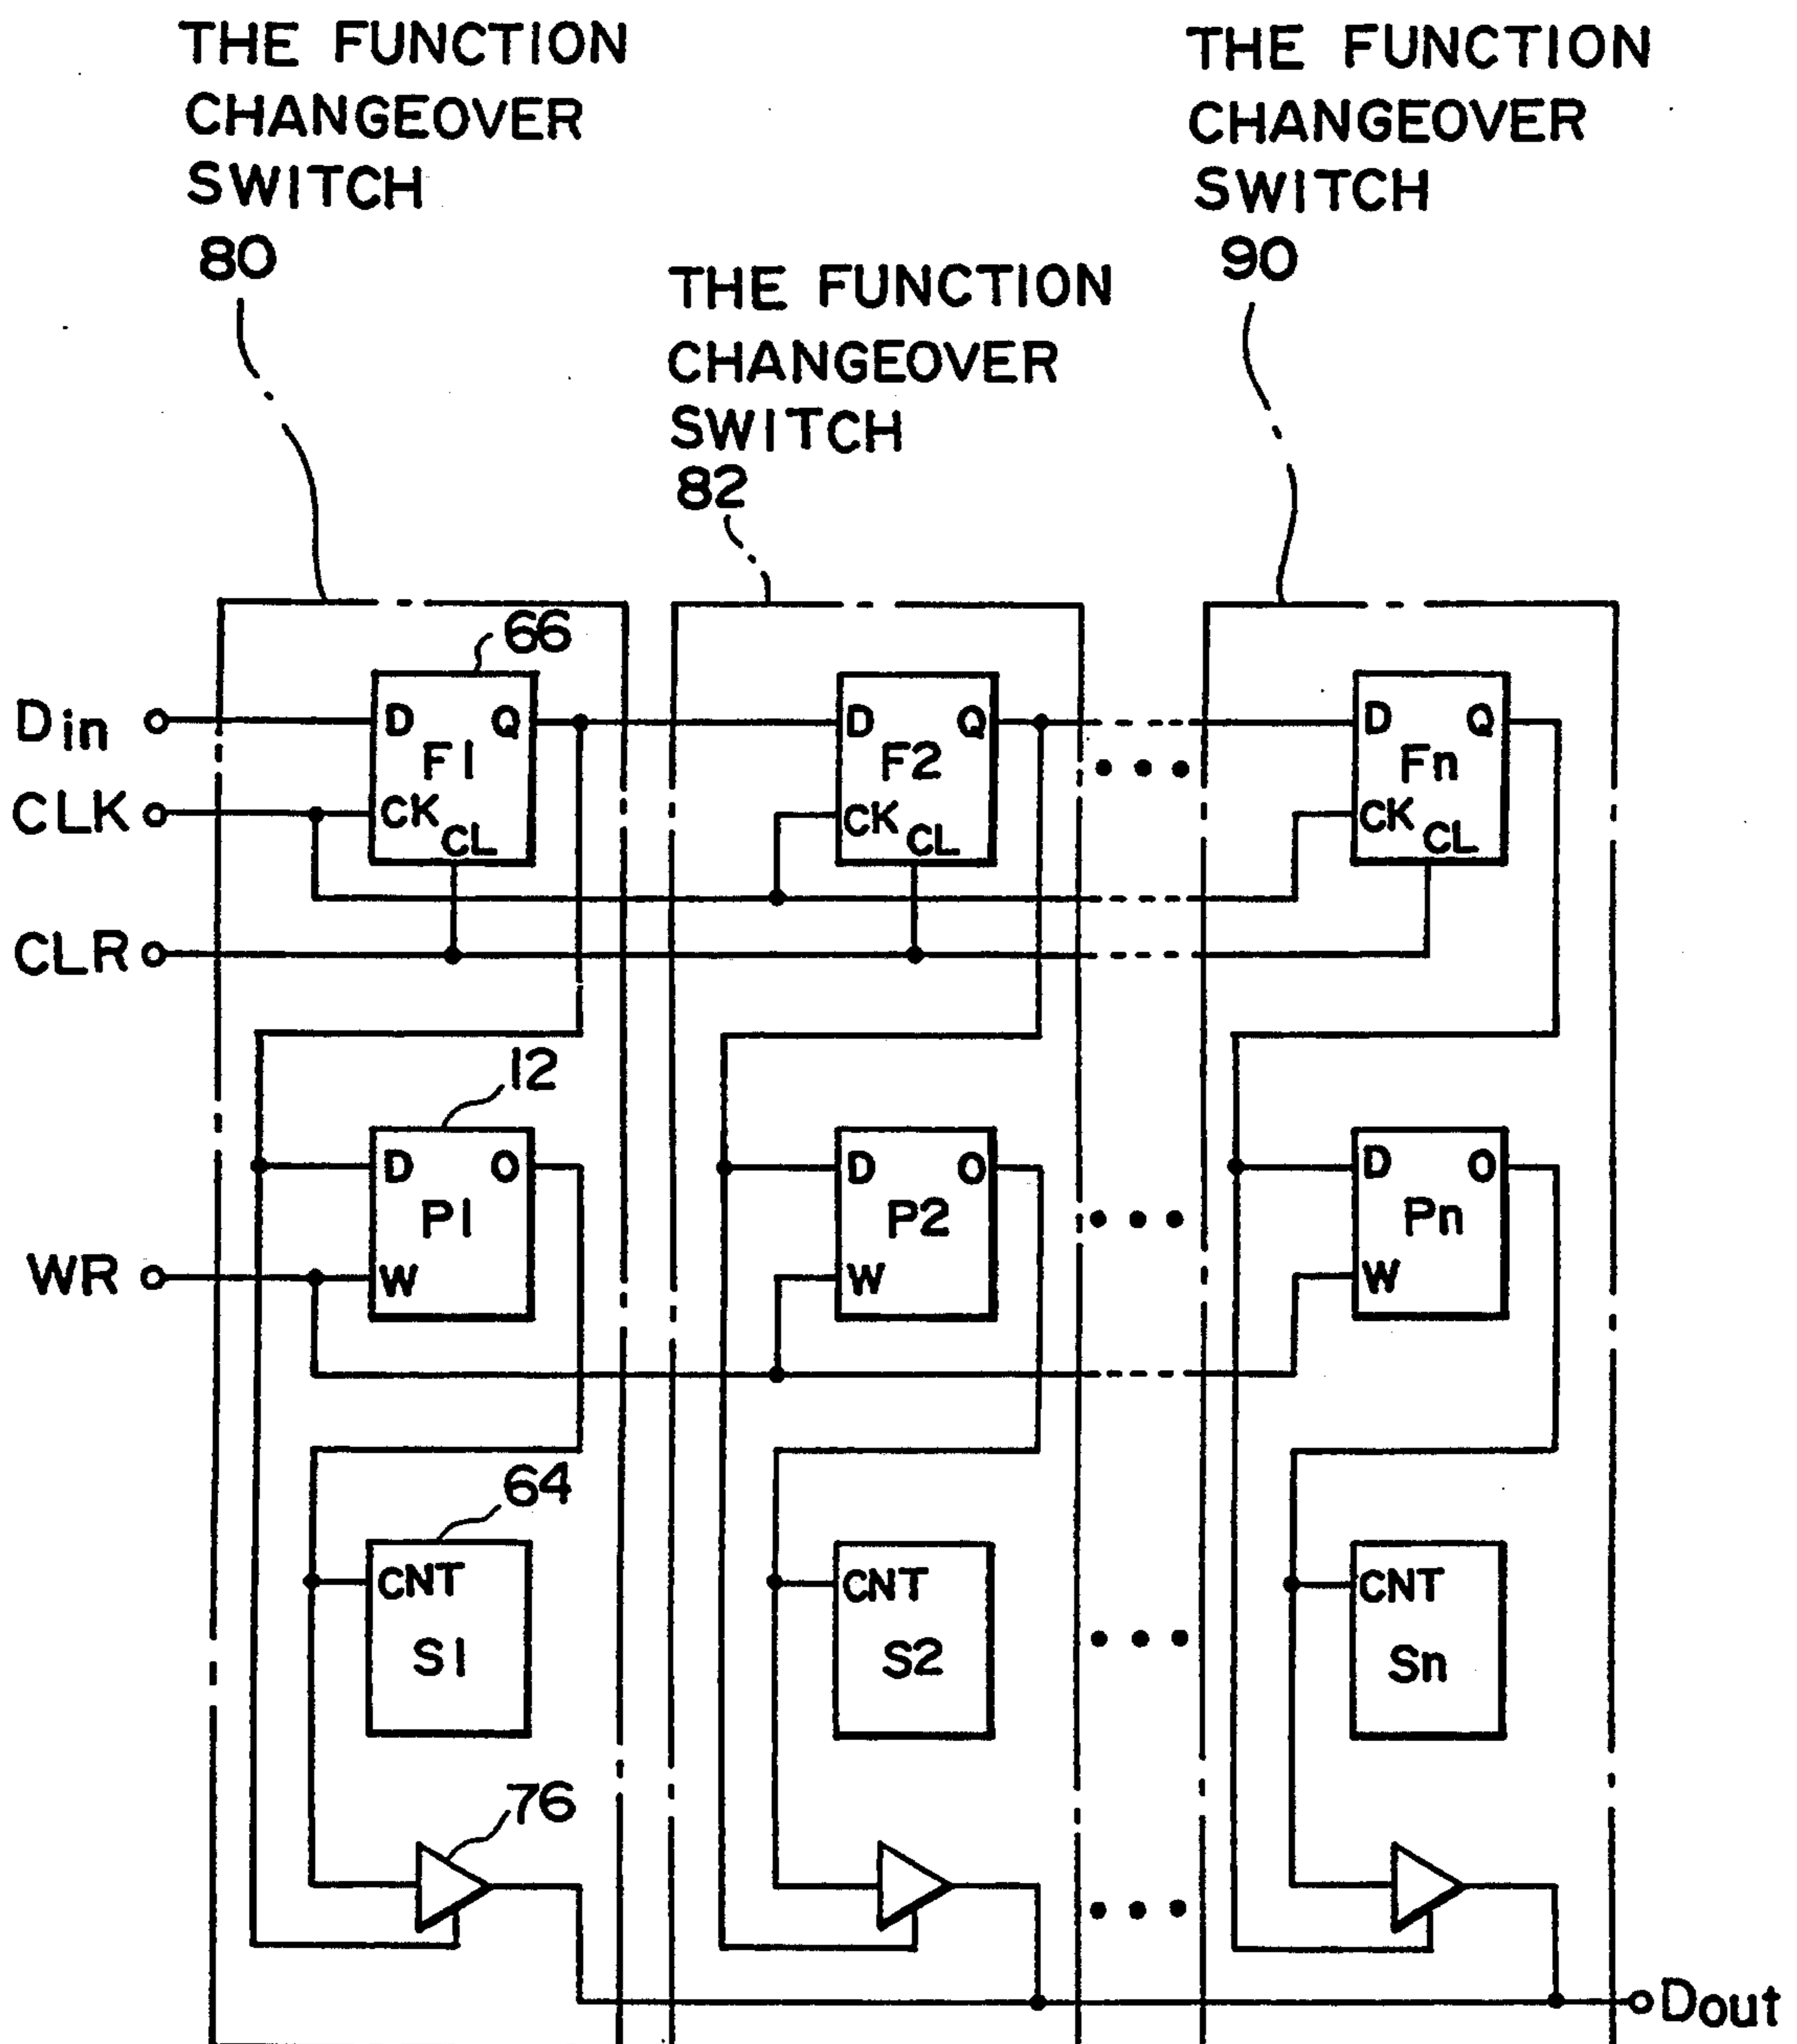 THE FUNCTION
CHANGEOVER
SWITCH
80
THE FUNCTION
CHANGEOVER
SWITCH
82
THE FUNCTION
CHANGEOVER
SWITCH
90
66
Din
D Q
F1
CK
CL
D Q
F2
CK
CL
D Q
Fn
CK
CL
CLK
CLR
12
D O
P1
W
D O
P2
W
D O
Pn
W
WR
64
CNT
S1
CNT
S2
CNT
Sn
76
Dout